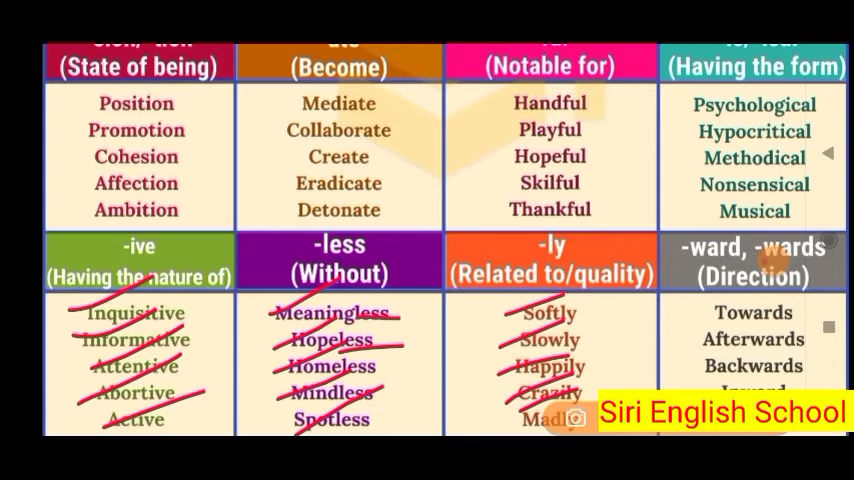 (State of being)
(Become)
(Notable for)
(Having the form)
Position
Promotion
Cohesion
Affection
Ambition
Mediate
Collaborate
Create
Eradicate
Detonate
Handful
Playful
Hopeful
Skilful
Thankful
Psychological
Hypocritical
Methodical
Nonsensical
Musical
-ive
(Having the nature of)
-less
(Without)
-ly
(Related to/quality)
-ward, -wards
(Direction)
Inquisitive
Informative
Attentive
Abortive
Active
Meaningless
Hopeless
Homeless
Mindless
Spotless
Softly
Slowly
Happily
Crazily
Madly
Towards
Afterwards
Backwards
Siri English School